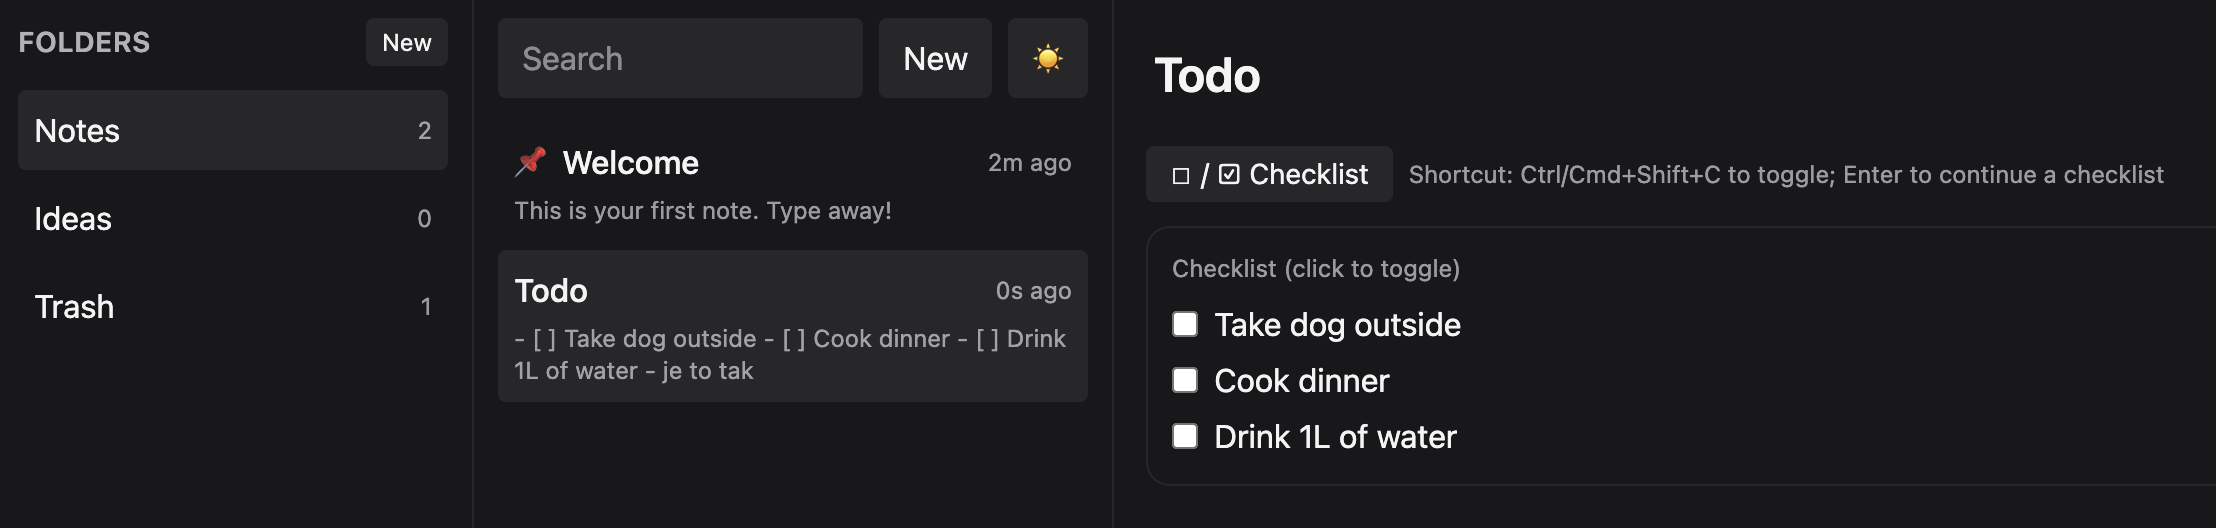 FOLDERS
New
Notes
2
Ideas
0
Trash
1
Search
New
Welcome
2m ago
This is your first note. Type away!
Todo
0s ago
- [ ] Take dog outside - [ ] Cook dinner - [ ] Drink
1L of water - je to tak
Todo
☐ / ☑ Checklist
Shortcut: Ctrl/Cmd+Shift+C to toggle; Enter to continue a checklist
Checklist (click to toggle)
Take dog outside
Cook dinner
Drink 1L of water